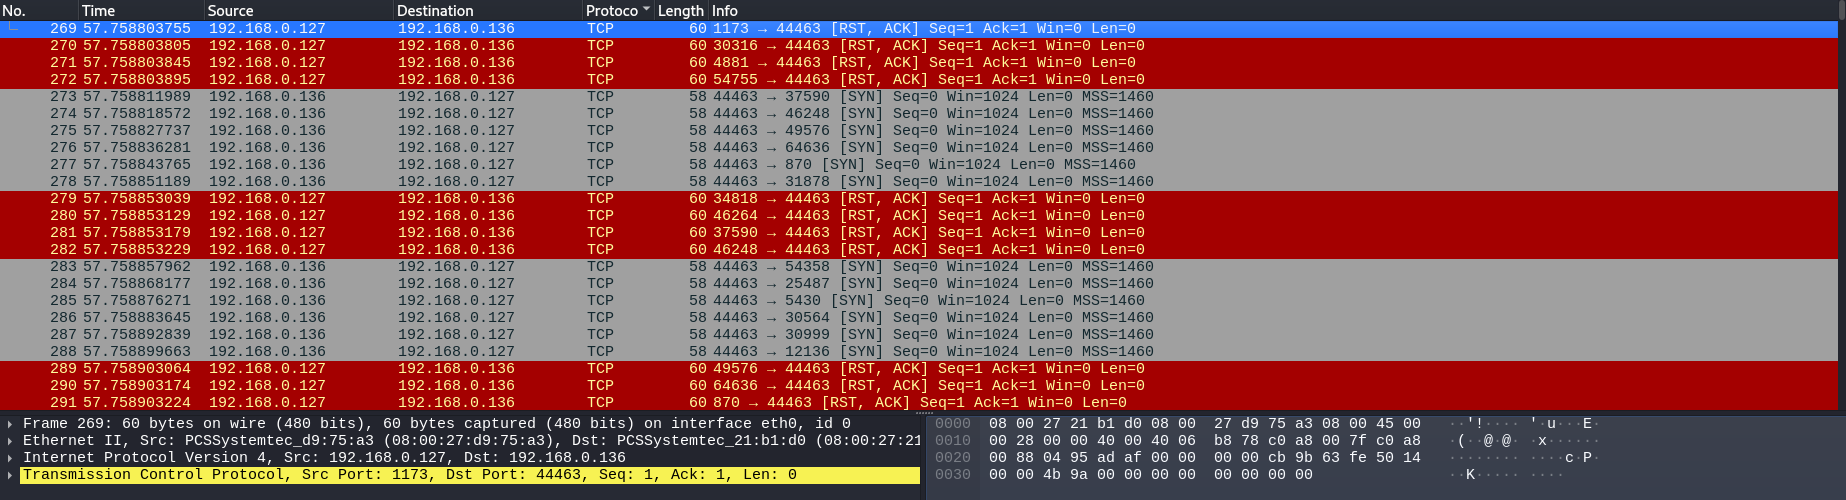 No. Time Source Destination Protoco Length Info
269 57.758803755 192.168.0.127 192.168.0.136 TCP 60 1173 → 44463 [RST, ACK] Seq=1 Ack=1 Win=0 Len=0
270 57.758803805 192.168.0.127 192.168.0.136 TCP 60 30316 → 44463 [RST, ACK] Seq=1 Ack=1 Win=0 Len=0
271 57.758803845 192.168.0.127 192.168.0.136 TCP 60 4881 → 44463 [RST, ACK] Seq=1 Ack=1 Win=0 Len=0
272 57.758803895 192.168.0.127 192.168.0.136 TCP 60 54755 → 44463 [RST, ACK] Seq=1 Ack=1 Win=0 Len=0
273 57.758811989 192.168.0.136 192.168.0.127 TCP 58 44463 → 37590 [SYN] Seq=0 Win=1024 Len=0 MSS=1460
274 57.758818572 192.168.0.136 192.168.0.127 TCP 58 44463 → 46248 [SYN] Seq=0 Win=1024 Len=0 MSS=1460
275 57.758827737 192.168.0.136 192.168.0.127 TCP 58 44463 → 49576 [SYN] Seq=0 Win=1024 Len=0 MSS=1460
276 57.758836281 192.168.0.136 192.168.0.127 TCP 58 44463 → 64636 [SYN] Seq=0 Win=1024 Len=0 MSS=1460
277 57.758843765 192.168.0.136 192.168.0.127 TCP 58 44463 → 870 [SYN] Seq=0 Win=1024 Len=0 MSS=1460
278 57.758851189 192.168.0.136 192.168.0.127 TCP 58 44463 → 31878 [SYN] Seq=0 Win=1024 Len=0 MSS=1460
279 57.758853039 192.168.0.127 192.168.0.136 TCP 60 34818 → 44463 [RST, ACK] Seq=1 Ack=1 Win=0 Len=0
280 57.758853129 192.168.0.127 192.168.0.136 TCP 60 46264 → 44463 [RST, ACK] Seq=1 Ack=1 Win=0 Len=0
281 57.758853179 192.168.0.127 192.168.0.136 TCP 60 37590 → 44463 [RST, ACK] Seq=1 Ack=1 Win=0 Len=0
282 57.758853229 192.168.0.127 192.168.0.136 TCP 60 46248 → 44463 [RST, ACK] Seq=1 Ack=1 Win=0 Len=0
283 57.758857962 192.168.0.136 192.168.0.127 TCP 58 44463 → 54358 [SYN] Seq=0 Win=1024 Len=0 MSS=1460
284 57.758868177 192.168.0.136 192.168.0.127 TCP 58 44463 → 25487 [SYN] Seq=0 Win=1024 Len=0 MSS=1460
285 57.758876271 192.168.0.136 192.168.0.127 TCP 58 44463 → 5430 [SYN] Seq=0 Win=1024 Len=0 MSS=1460
286 57.758883645 192.168.0.136 192.168.0.127 TCP 58 44463 → 30564 [SYN] Seq=0 Win=1024 Len=0 MSS=1460
287 57.758892839 192.168.0.136 192.168.0.127 TCP 58 44463 → 30999 [SYN] Seq=0 Win=1024 Len=0 MSS=1460
288 57.758899663 192.168.0.136 192.168.0.127 TCP 58 44463 → 12136 [SYN] Seq=0 Win=1024 Len=0 MSS=1460
289 57.758903064 192.168.0.127 192.168.0.136 TCP 60 49576 → 44463 [RST, ACK] Seq=1 Ack=1 Win=0 Len=0
290 57.758903174 192.168.0.127 192.168.0.136 TCP 60 64636 → 44463 [RST, ACK] Seq=1 Ack=1 Win=0 Len=0
291 57.758903224 192.168.0.127 192.168.0.136 TCP 60 870 → 44463 [RST, ACK] Seq=1 Ack=1 Win=0 Len=0
Frame 269: 60 bytes on wire (480 bits), 60 bytes captured (480 bits) on interface eth0, id 0
Ethernet II, Src: PCSSystemtec_d9:75:a3 (08:00:27:d9:75:a3), Dst: PCSSystemtec_21:b1:d0 (08:00:27:21
Internet Protocol Version 4, Src: 192.168.0.127, Dst: 192.168.0.136
Transmission Control Protocol, Src Port: 1173, Dst Port: 44463, Seq: 1, Ack: 1, Len: 0
0000 08 00 27 21 b1 d0 08 00 27 d9 75 a3 08 00 45 00 ··'!···· '·u···E·
0010 00 28 00 00 40 00 40 06 b8 78 c0 a8 00 7f c0 a8 ·(··@·@· ·x······
0020 00 88 04 95 ad af 00 00 00 00 cb 9b 63 fe 50 14 ········ ····c·P·
0030 00 00 4b 9a 00 00 00 00 00 00 00 00 ··K····· ····